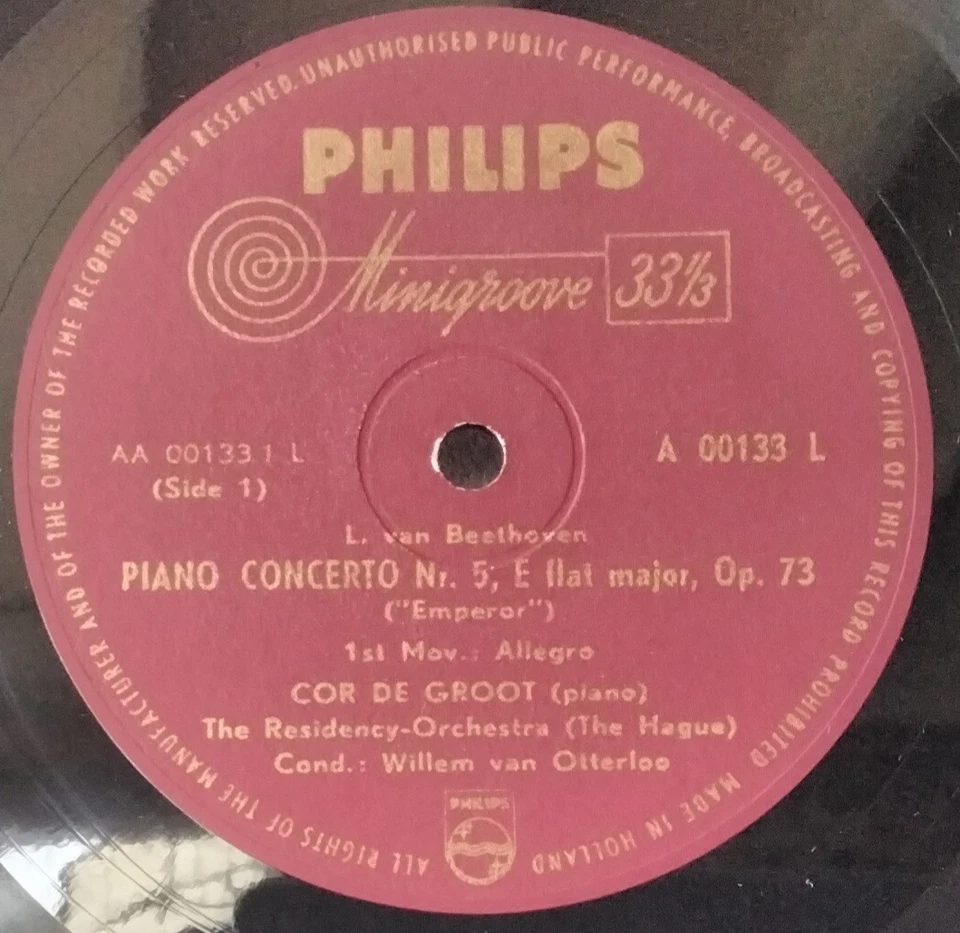 PHILIPS
Minigroove 33⅓
AA 00133 1 L
(Side 1)
A 00133 L
L. van Beethoven
PIANO CONCERTO Nr. 5, E flat major, Op. 73
("Emperor")
1st Mov.: Allegro
COR DE GROOT (piano)
The Residency-Orchestra (The Hague)
Cond.: Willem van Otterloo
PHILIPS
ALL RIGHTS OF THE MANUFACTURER AND OF THE OWNER OF THE RECORDED WORK RESERVED. UNAUTHORISED PUBLIC PERFORMANCE, BROADCASTING AND COPYING OF THIS RECORD PROHIBITED MADE IN HOLLAND